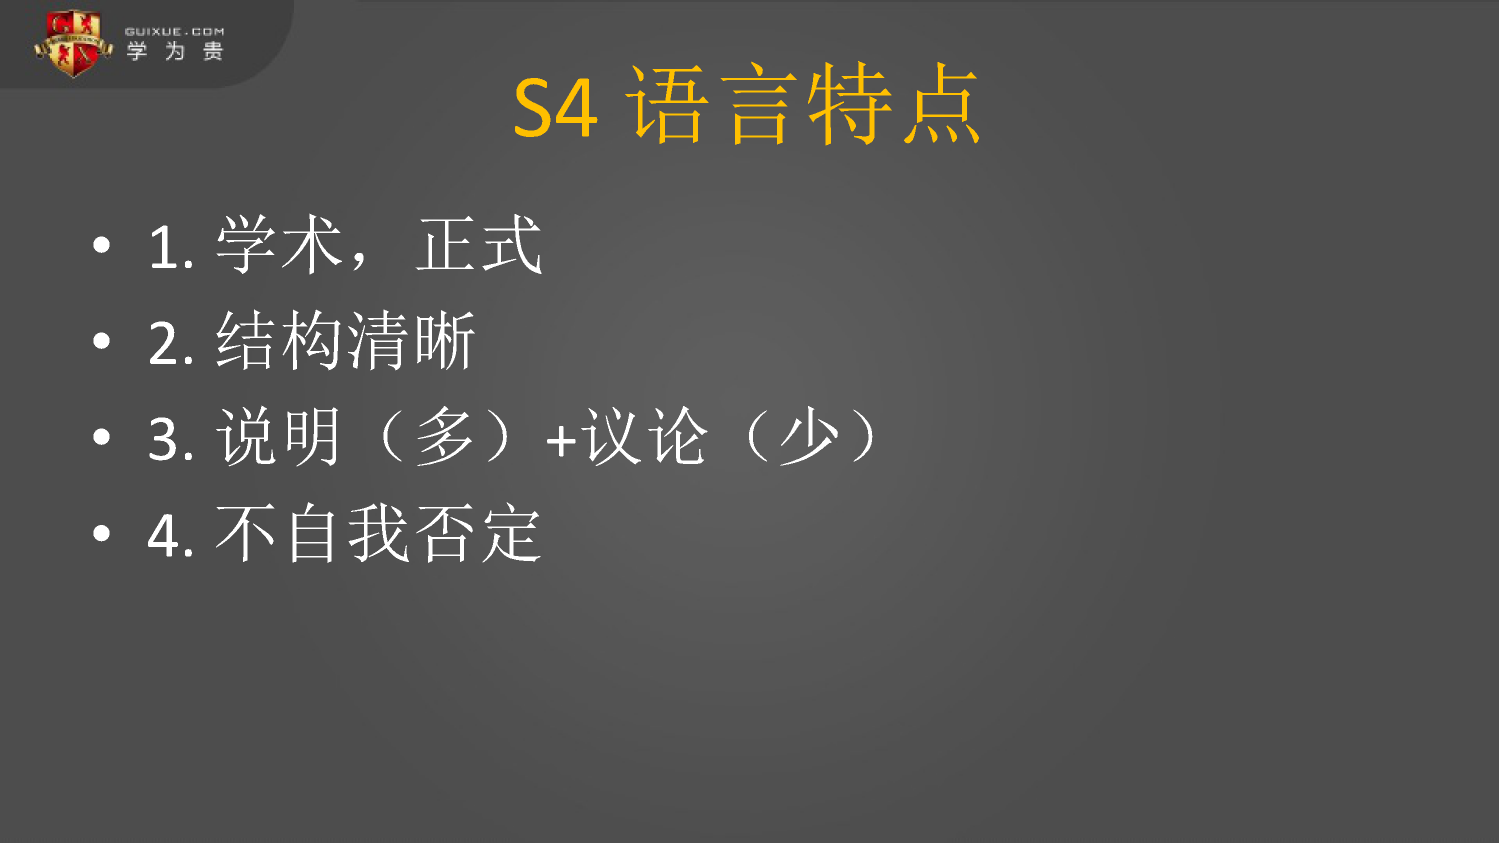 GUIXUE.COM
学为贵
S4 语言特点
• 1. 学术，正式
• 2. 结构清晰
• 3. 说明（多）+议论（少）
• 4. 不自我否定